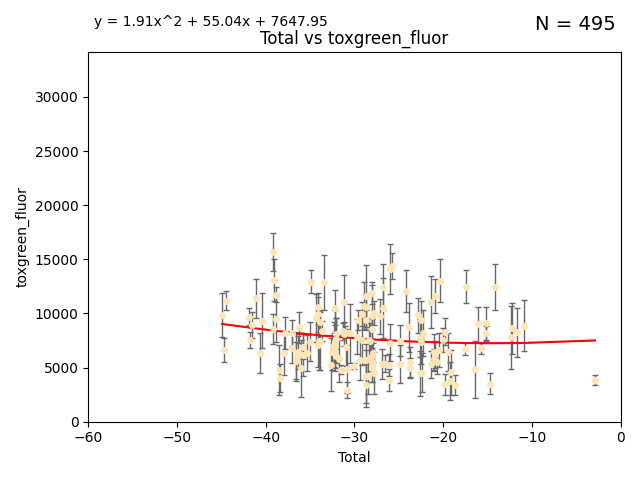 y = 1.91x^2 + 55.04x + 7647.95
N = 495
Total vs toxgreen_fluor
30000
25000
20000
15000
10000
5000
0
toxgreen_fluor
−60
−50
−40
−30
−20
−10
0
Total